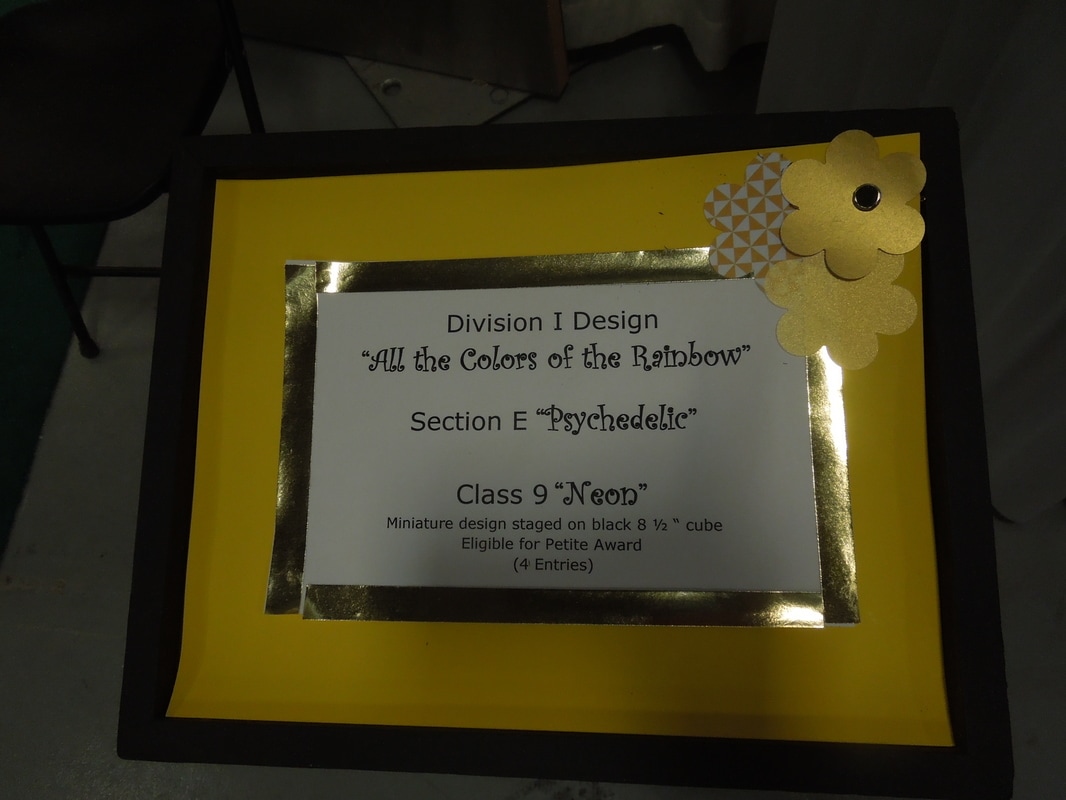 Division I Design
“All the Colors of the Rainbow”
Section E “Psychedelic”
Class 9 “Neon”
Miniature design staged on black 8 ½ “ cube
Eligible for Petite Award
(4 Entries)